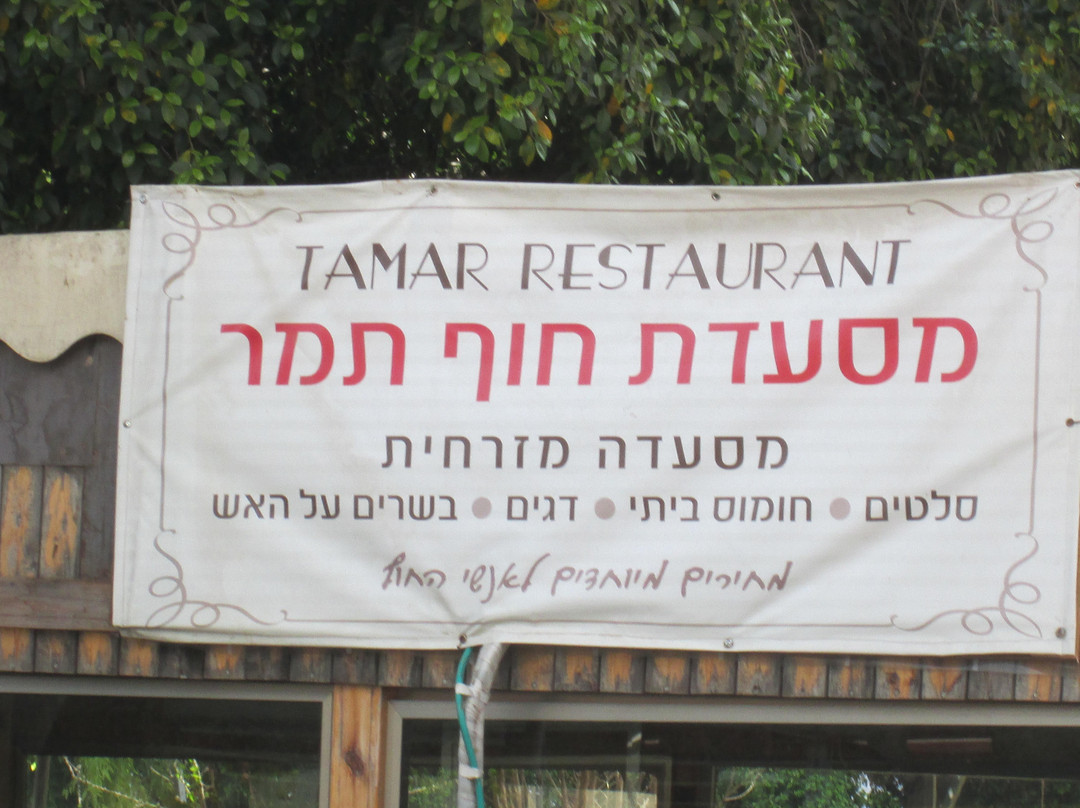 TAMAR RESTAURANT
מסעדת חוף תמר
מסעדה מזרחית
סלטים • חומוס ביתי • דגים • בשרים על האש
מחירים מיוחדים לאנשי החוף